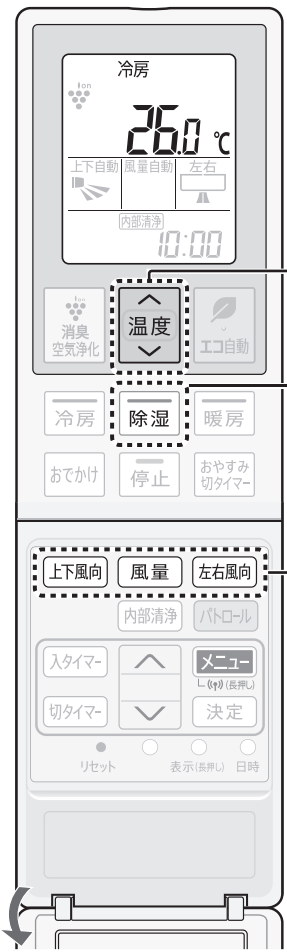 冷房
ion
26.0 ℃
上下自動 風量自動 左右
内部清浄
10:00
ion
消臭
空気浄化
温度
エコ自動
冷房 除湿 暖房
おでかけ 停止 おやすみ
切タイマー
上下風向 風量 左右風向
内部清浄 パトロール
入タイマー メニュー
(長押し)
切タイマー 決定
リセット 表示(長押し) 日時